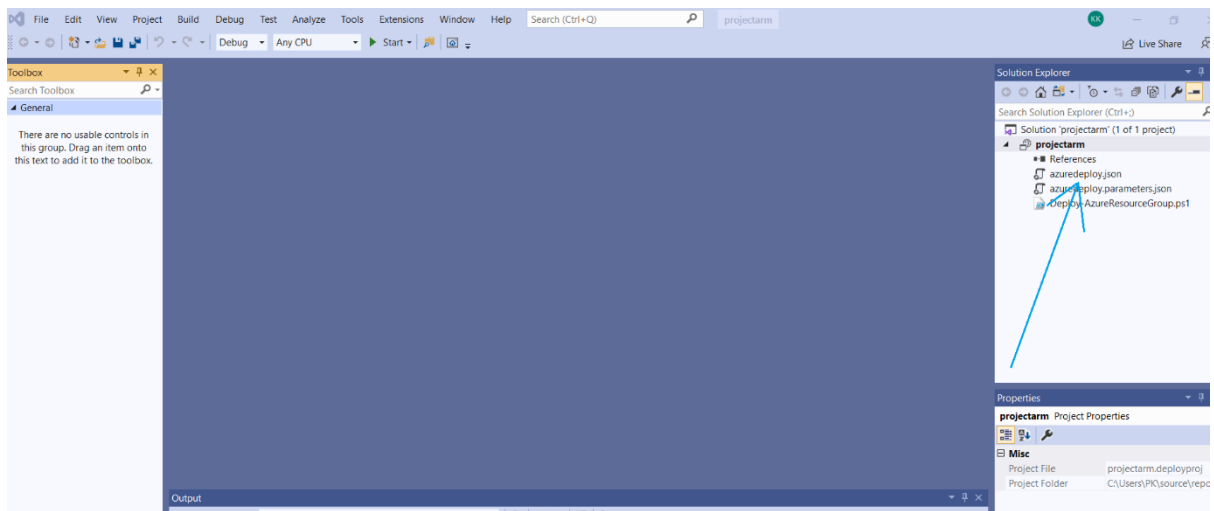 File Edit View Project Build Debug Test Analyze Tools Extensions Window Help Search (Ctrl+Q) projectarm KK
Debug Any CPU Start Live Share
Toolbox
Search Toolbox
General
There are no usable controls in
this group. Drag an item onto
this text to add it to the toolbox.
Solution Explorer
Search Solution Explorer (Ctrl+;)
Solution 'projectarm' (1 of 1 project)
projectarm
References
azuredeploy.json
azuredeploy.parameters.json
Deploy-AzureResourceGroup.ps1
Properties
projectarm Project Properties
Misc
Project File projectarm.deployproj
Project Folder C:\Users\PK\source\repo
Output